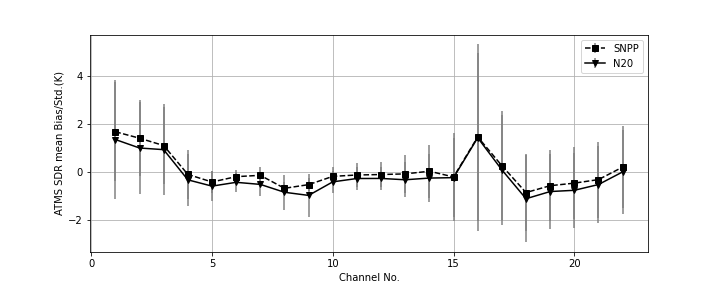 SNPP
N20
4
2
0
−2
ATMS SDR mean Bias/Std.(K)
0
5
10
15
20
Channel No.